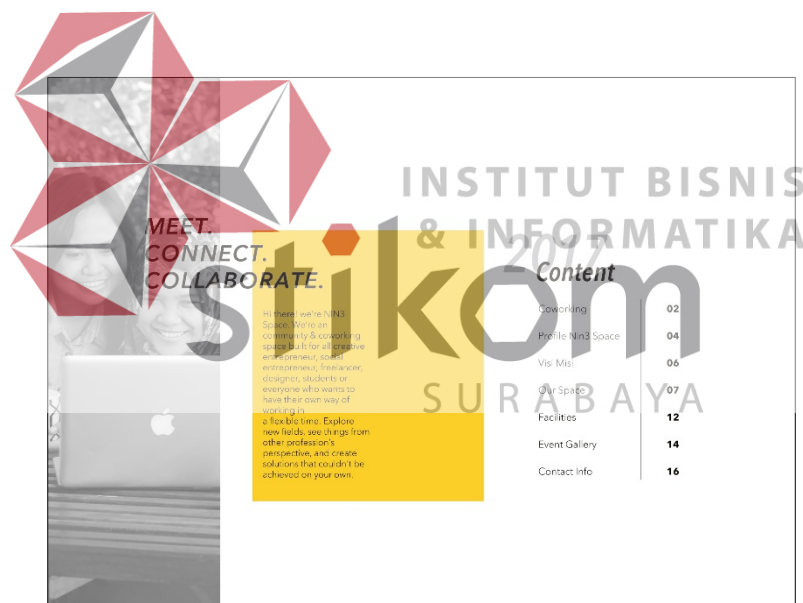 INSTITUT BISNIS
& INFORMATIKA
stikom
SURABAYA
MEET.
CONNECT.
COLLABORATE.
Hi there! we're NIN3
Space. We're an
community & coworking
space built for all creative
entrepreneur, social
entrepreneur, freelancer,
designer, students or
everyone who wants to
have their own way of
working in
a flexible time. Explore
new fields, see things from
other profession's
perspective, and create
solutions that couldn't be
achieved on your own.
2017
Content
Coworking 02
Profile Nin3 Space 04
Visi Misi 06
Our Space 07
Facilities 12
Event Gallery 14
Contact Info 16